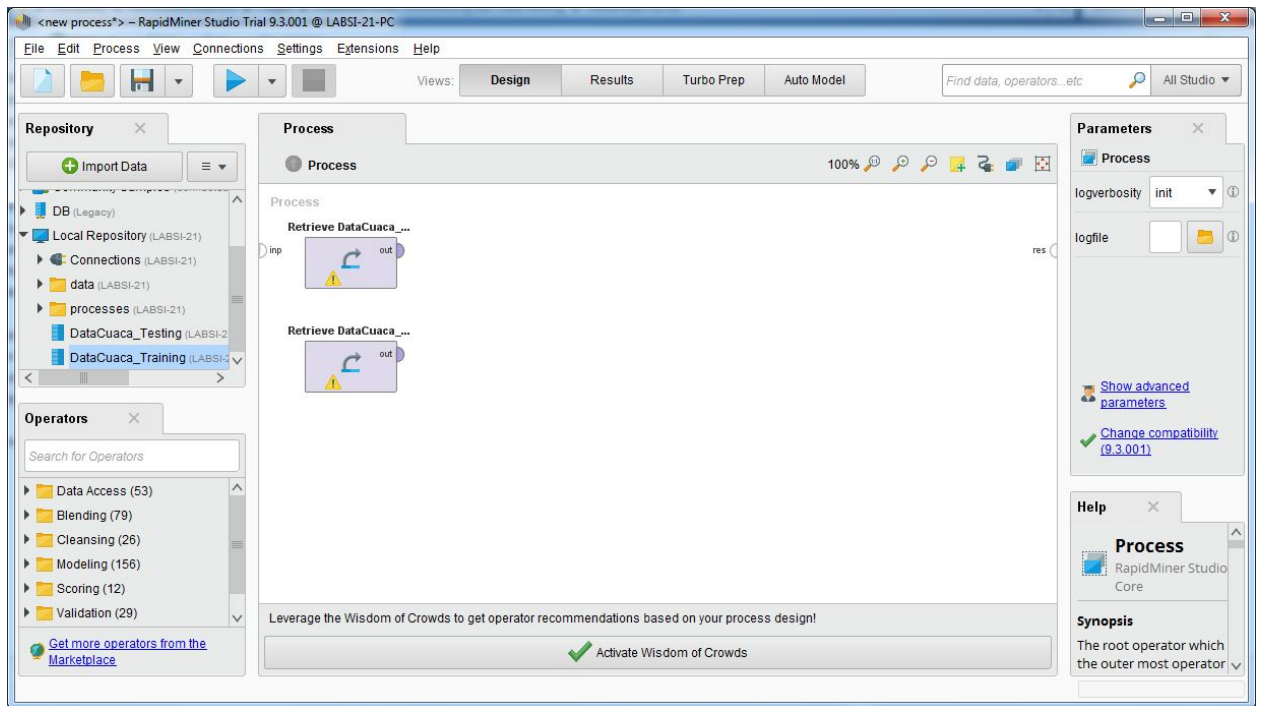 <new process*> – RapidMiner Studio Trial 9.3.001 @ LABSI-21-PC
File Edit Process View Connections Settings Extensions Help
Views: Design Results Turbo Prep Auto Model
Find data, operators...etc
All Studio
Repository
Import Data
DB (Legacy)
Local Repository (LABSI-21)
Connections (LABSI-21)
data (LABSI-21)
processes (LABSI-21)
DataCuaca_Testing (LABSI-2
DataCuaca_Training (LABSI-2
Operators
Search for Operators
Data Access (53)
Blending (79)
Cleansing (26)
Modeling (156)
Scoring (12)
Validation (29)
Get more operators from the
Marketplace
Process
Process
100%
Process
Retrieve DataCuaca_...
inp
out
res
Retrieve DataCuaca_...
out
Leverage the Wisdom of Crowds to get operator recommendations based on your process design!
Activate Wisdom of Crowds
Parameters
Process
logverbosity init
logfile
Show advanced
parameters
Change compatibility
(9.3.001)
Help
Process
RapidMiner Studio
Core
Synopsis
The root operator which
the outer most operator